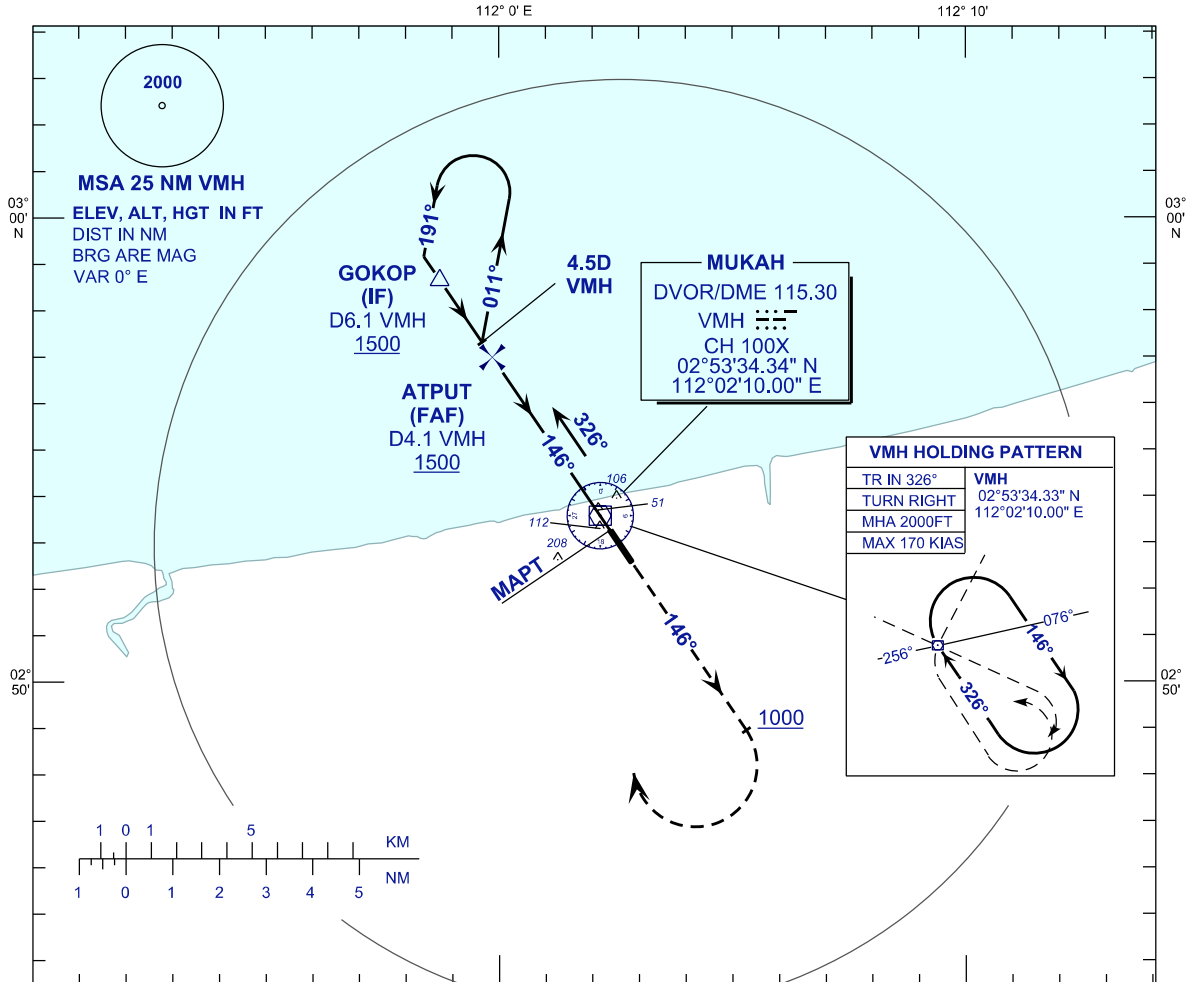 112° 0' E
112° 10'
2000
MSA 25 NM VMH
ELEV, ALT, HGT IN FT
DIST IN NM
BRG ARE MAG
VAR 0° E
03°
00'
N
03°
00'
N
191°
011°
GOKOP
(IF)
D6.1 VMH
1500
4.5D
VMH
MUKAH
DVOR/DME 115.30
VMH
CH 100X
02°53'34.34" N
112°02'10.00" E
ATPUT
(FAF)
D4.1 VMH
1500
146°
326°
106
51
112
208
MAPT
146°
1000
VMH HOLDING PATTERN
TR IN 326°
TURN RIGHT
MHA 2000FT
MAX 170 KIAS
VMH
02°53'34.33" N
112°02'10.00" E
076°
256°
146°
326°
02°
50'
02°
50'
1 0 1 5 KM
1 0 1 2 3 4 5 NM